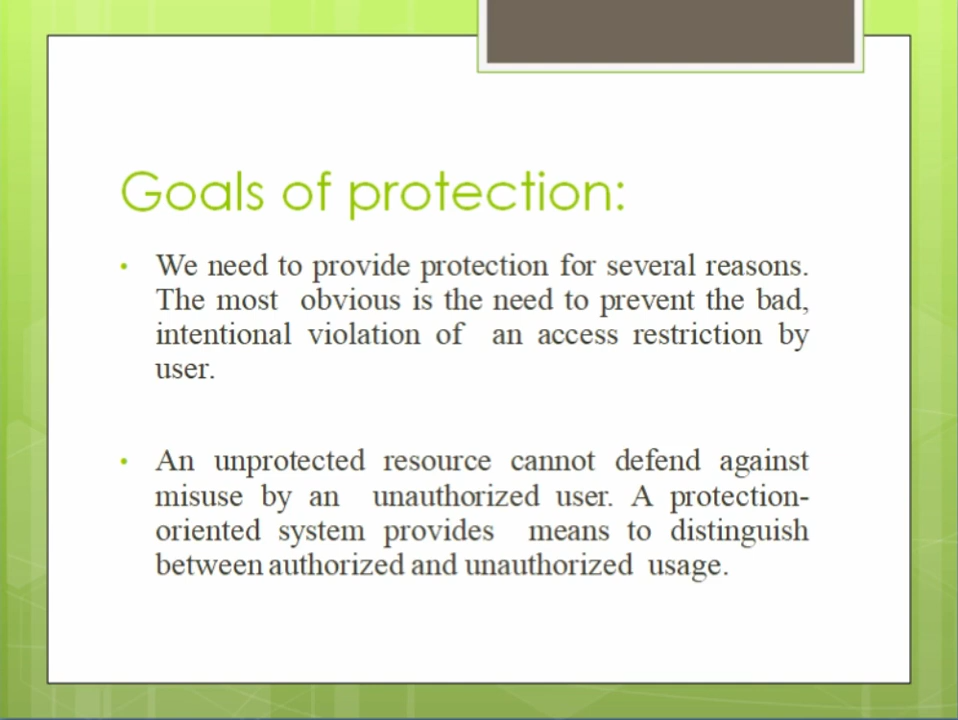 Goals of protection:
• We need to provide protection for several reasons.
The most obvious is the need to prevent the bad,
intentional violation of an access restriction by
user.
• An unprotected resource cannot defend against
misuse by an unauthorized user. A protection-
oriented system provides means to distinguish
between authorized and unauthorized usage.